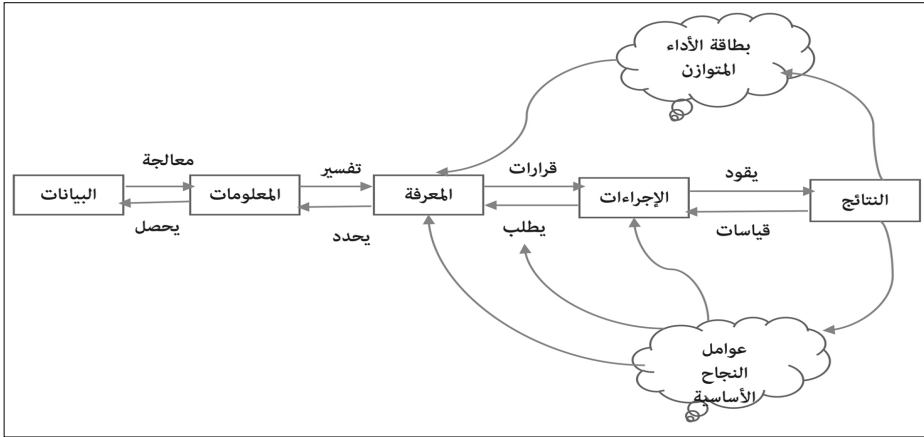 بطاقة الأداء
المتوازن
معالجة
تفسير
قرارات
يقود
البيانات
المعلومات
المعرفة
الإجراءات
النتائج
يحصل
يحدد
يطلب
قياسات
عوامل
النجاح
الأساسية